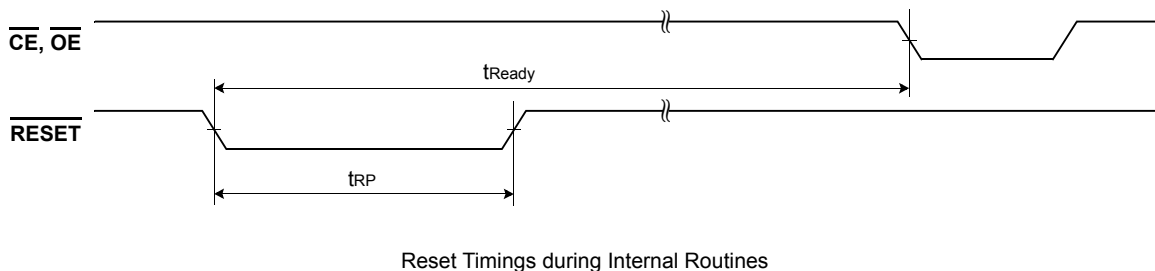 CE, OE
tReady
RESET
tRP
Reset Timings during Internal Routines